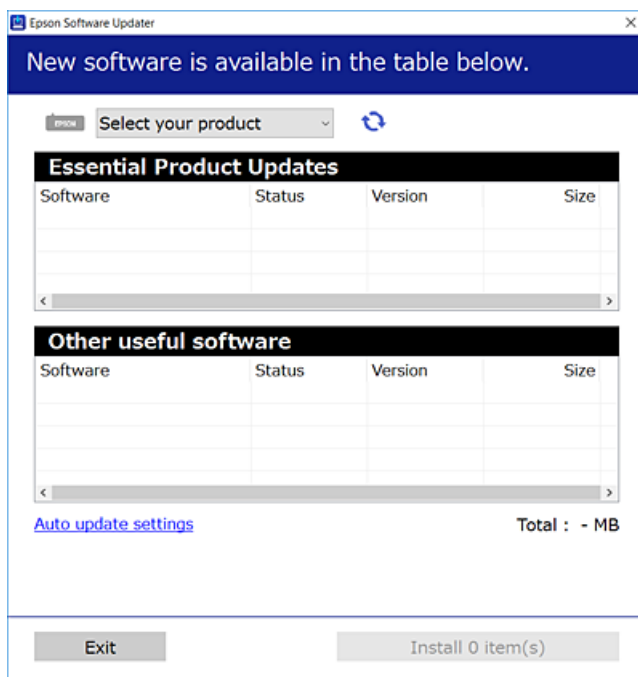 Epson Software Updater
New software is available in the table below.
EPSON Select your product
Essential Product Updates
Software Status Version Size
Other useful software
Software Status Version Size
Auto update settings Total : - MB
Exit Install 0 item(s)